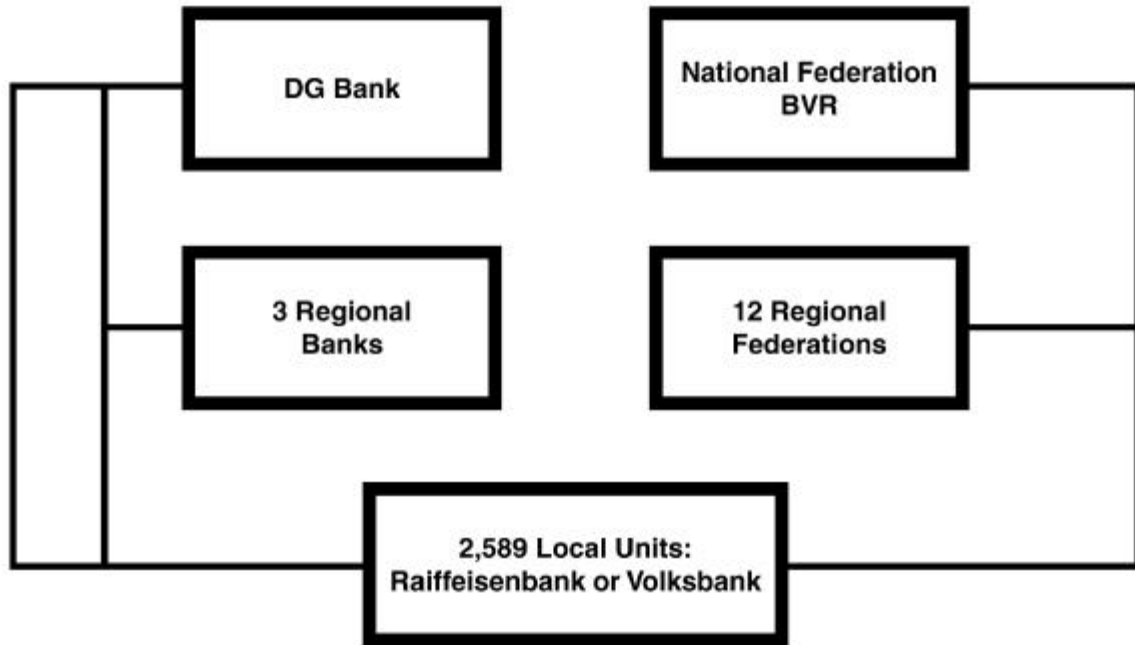 DG Bank
National Federation
BVR
3 Regional
Banks
12 Regional
Federations
2,589 Local Units:
Raiffeisenbank or Volksbank